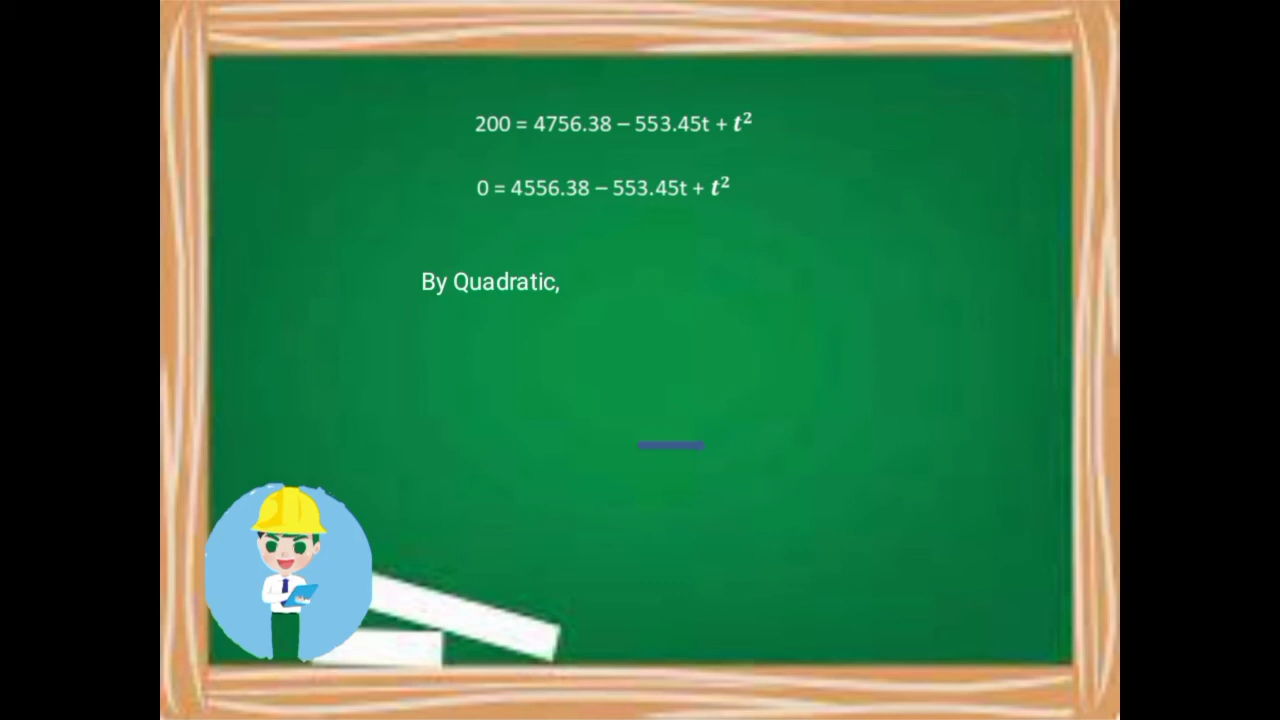 200 = 4756.38 – 553.45t + t²
0 = 4556.38 – 553.45t + t²
By Quadratic,